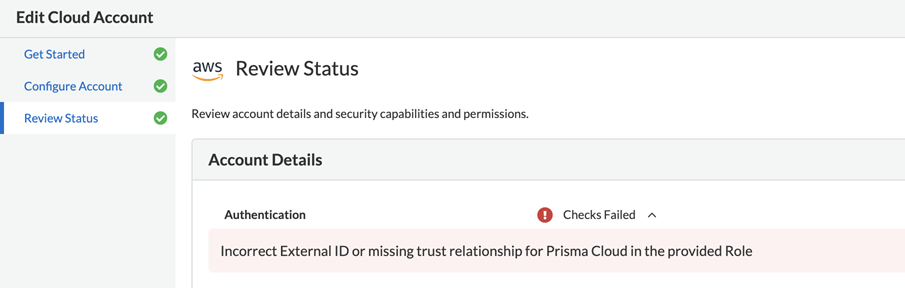 Edit Cloud Account
Get Started
Configure Account
Review Status
aws Review Status
Review account details and security capabilities and permissions.
Account Details
Authentication Checks Failed
Incorrect External ID or missing trust relationship for Prisma Cloud in the provided Role